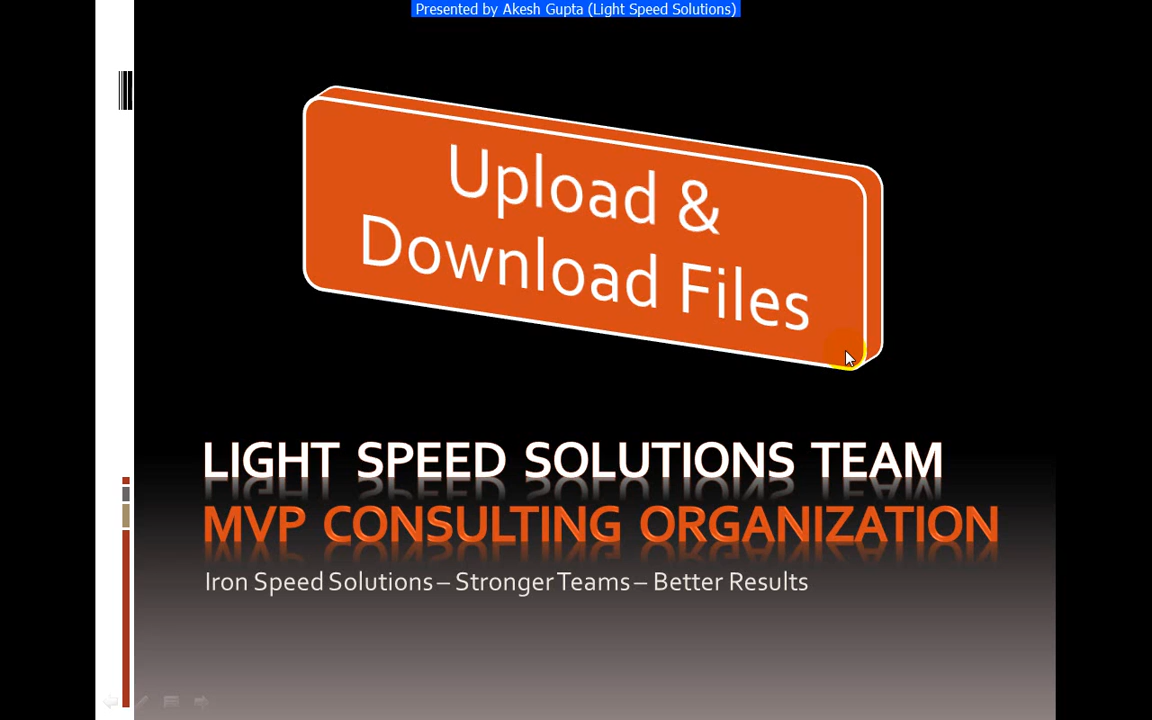 Presented by Akesh Gupta (Light Speed Solutions)
Upload &
Download Files
LIGHT SPEED SOLUTIONS TEAM
MVP CONSULTING ORGANIZATION
Iron Speed Solutions – Stronger Teams – Better Results